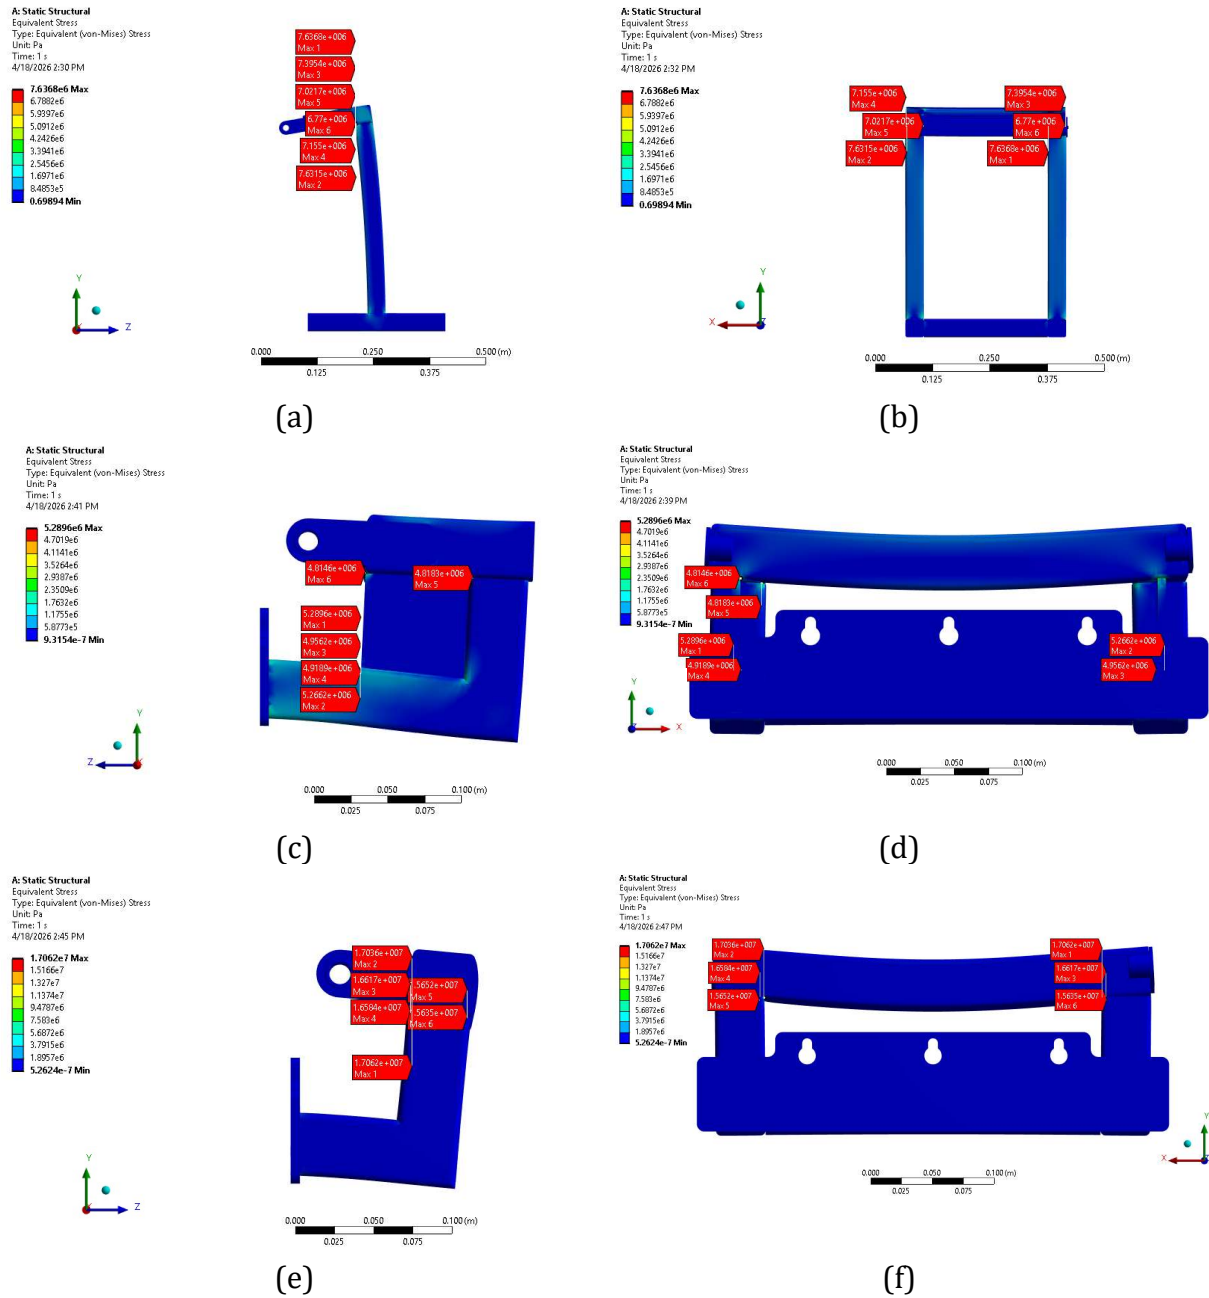 A: Static Structural
Equivalent Stress
Type: Equivalent (von-Mises) Stress
Unit: Pa
Time: 1 s
4/18/2026 2:30 PM
7.6368e6 Max
6.7882e6
5.9397e6
5.0912e6
4.2426e6
3.3941e6
2.5456e6
1.6971e6
8.4853e5
0.69894 Min
7.6368e+006
Max 1
7.3954e+006
Max 3
7.0217e+006
Max 5
6.77e+006
Max 6
7.155e+006
Max 4
7.6315e+006
Max 2
Y
Z
0.000
0.250
0.500 (m)
0.125
0.375
(a)
A: Static Structural
Equivalent Stress
Type: Equivalent (von-Mises) Stress
Unit: Pa
Time: 1 s
4/18/2026 2:32 PM
7.6368e6 Max
6.7882e6
5.9397e6
5.0912e6
4.2426e6
3.3941e6
2.5456e6
1.6971e6
8.4853e5
0.69894 Min
7.155e+006
Max 4
7.3954e+006
Max 3
7.0217e+006
Max 5
6.77e+006
Max 6
7.6315e+006
Max 2
7.6368e+006
Max 1
Y
X
Z
0.000
0.250
0.500 (m)
0.125
0.375
(b)
A: Static Structural
Equivalent Stress
Type: Equivalent (von-Mises) Stress
Unit: Pa
Time: 1 s
4/18/2026 2:41 PM
5.2896e6 Max
4.7019e6
4.1141e6
3.5264e6
2.9387e6
2.3509e6
1.7632e6
1.1755e6
5.8773e5
9.3154e-7 Min
4.8146e+006
Max 6
4.8183e+006
Max 5
5.2896e+006
Max 1
4.9562e+006
Max 3
4.9189e+006
Max 4
5.2662e+006
Max 2
Y
Z
0.000
0.050
0.100 (m)
0.025
0.075
(c)
A: Static Structural
Equivalent Stress
Type: Equivalent (von-Mises) Stress
Unit: Pa
Time: 1 s
4/18/2026 2:39 PM
5.2896e6 Max
4.7019e6
4.1141e6
3.5264e6
2.9387e6
2.3509e6
1.7632e6
1.1755e6
5.8773e5
9.3154e-7 Min
4.8146e+006
Max 6
4.8183e+006
Max 5
5.2896e+006
Max 1
4.9189e+006
Max 4
5.2662e+006
Max 2
4.9562e+006
Max 3
Y
Z
X
0.000
0.050
0.100 (m)
0.025
0.075
(d)
A: Static Structural
Equivalent Stress
Type: Equivalent (von-Mises) Stress
Unit: Pa
Time: 1 s
4/18/2026 2:45 PM
1.7062e7 Max
1.5166e7
1.327e7
1.1374e7
9.4787e6
7.583e6
5.6872e6
3.7915e6
1.8957e6
5.2624e-7 Min
1.7036e+007
Max 2
1.6617e+007
Max 3
.5652e+007
Max 5
1.6584e+007
Max 4
.5635e+007
Max 6
1.7062e+007
Max 1
Y
Z
0.000
0.050
0.100 (m)
0.025
0.075
(e)
A: Static Structural
Equivalent Stress
Type: Equivalent (von-Mises) Stress
Unit: Pa
Time: 1 s
4/18/2026 2:47 PM
1.7062e7 Max
1.5166e7
1.327e7
1.1374e7
9.4787e6
7.583e6
5.6872e6
3.7915e6
1.8957e6
5.2624e-7 Min
1.7036e+007
Max 2
1.6584e+007
Max 4
1.5652e+007
Max 5
1.7062e+007
Max 1
1.6617e+007
Max 3
1.5635e+007
Max 6
Y
X
Z
0.000
0.050
0.100 (m)
0.025
0.075
(f)